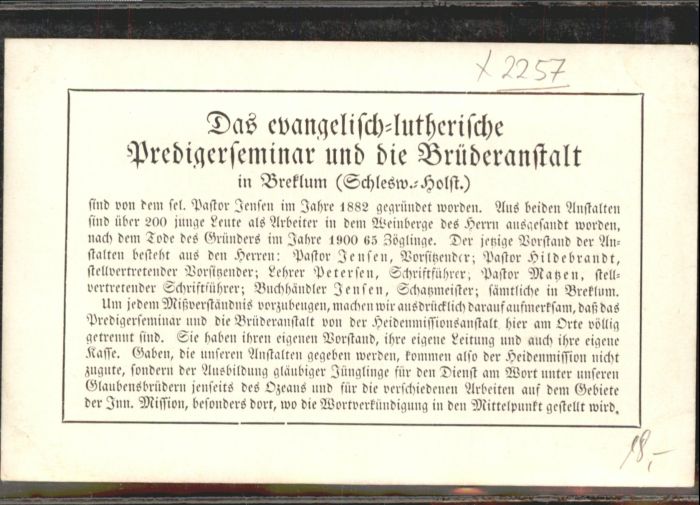 x 2257
Das evangelisch-lutherische
Predigerseminar und die Brüderanstalt
in Breklum (Schlesw.-Holst.)
sind von dem sel. Pastor Jensen im Jahre 1882 gegründet worden. Aus beiden Anstalten
sind über 200 junge Leute als Arbeiter in dem Weinberge des Herrn ausgesandt worden,
nach dem Tode des Gründers im Jahre 1900 65 Zöglinge. Der jetzige Vorstand der An-
stalten besteht aus den Herren: Pastor Jensen, Vorsitzender; Pastor Hildebrandt,
stellvertretender Vorsitzender; Lehrer Petersen, Schriftführer; Pastor Matzen, stell-
vertretender Schriftführer; Buchhändler Jensen, Schatzmeister; sämtliche in Breklum.
Um jedem Mißverständnis vorzubeugen, machen wir ausdrücklich darauf aufmerksam, daß das
Predigerseminar und die Brüderanstalt von der Heidenmissionsanstalt hier am Orte völlig
getrennt sind. Sie haben ihren eigenen Vorstand, ihre eigene Leitung und auch ihre eigene
Kasse. Gaben, die unseren Anstalten gegeben werden, kommen also der Heidenmission nicht
zugute, sondern der Ausbildung gläubiger Jünglinge für den Dienst am Wort unter unseren
Glaubensbrüdern jenseits des Ozeans und für die verschiedenen Arbeiten auf dem Gebiete
der Inn. Mission, besonders dort, wo die Wortverkündigung in den Mittelpunkt gestellt wird.
18,-